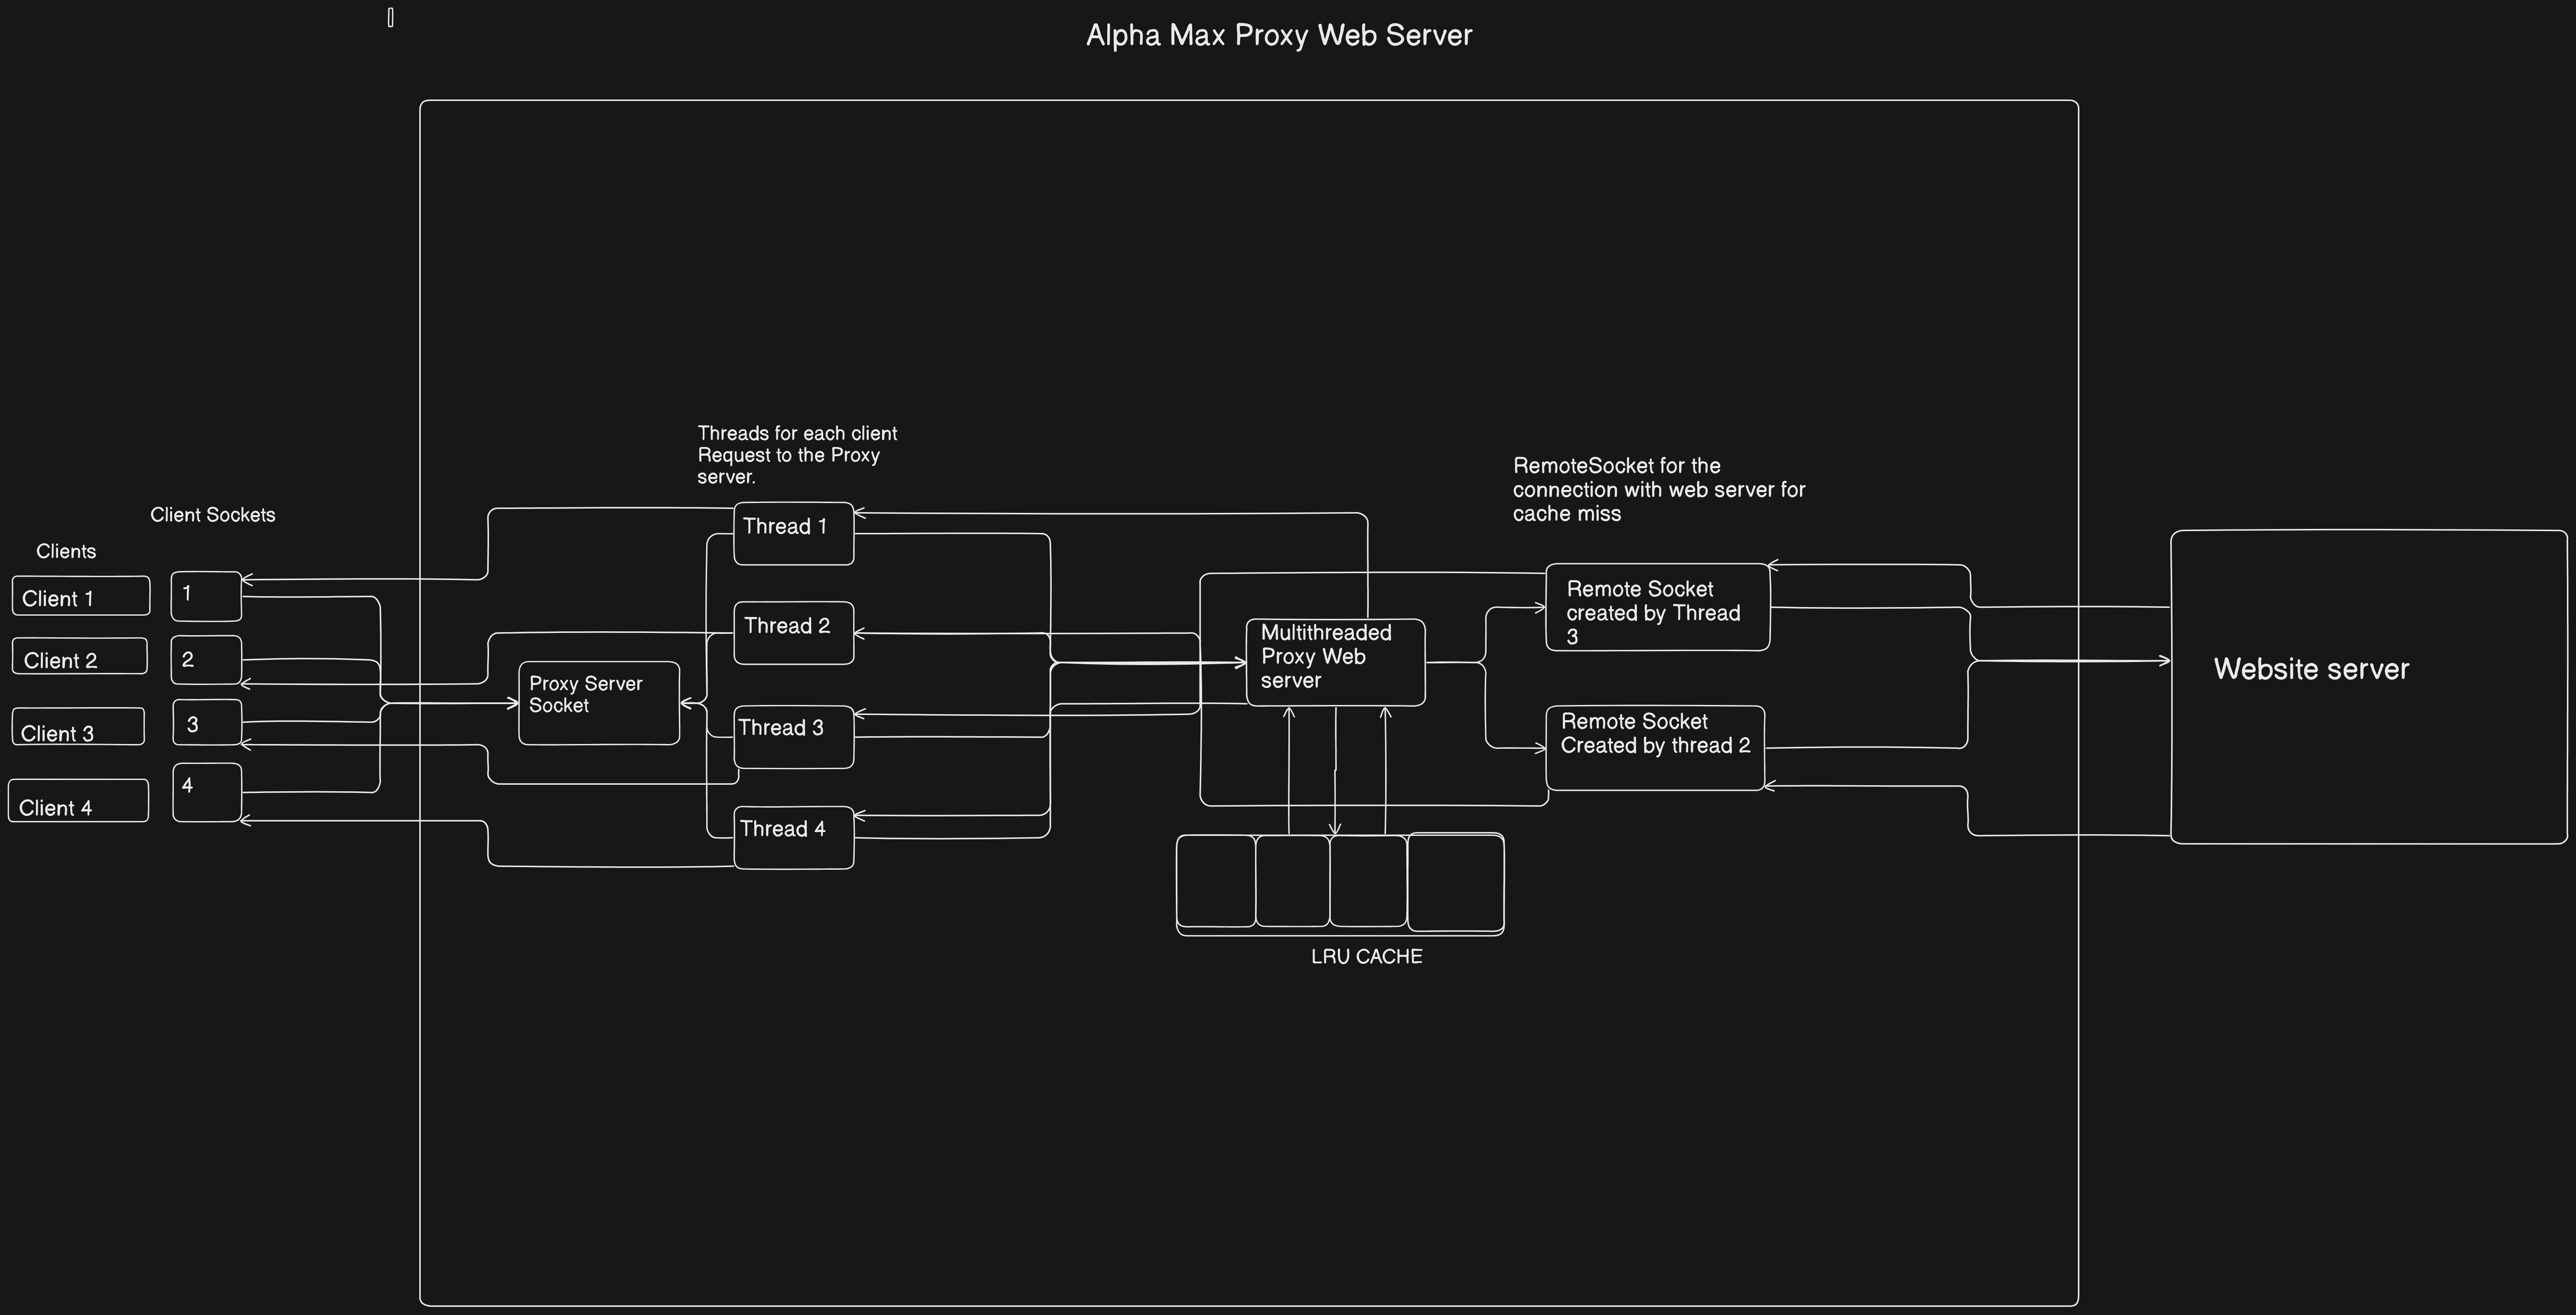 Alpha Max Proxy Web Server
Threads for each client
Request to the Proxy
server.
RemoteSocket for the
connection with web server for
cache miss
Client Sockets
Clients
Client 1
1
Client 2
2
Client 3
3
Client 4
4
Proxy Server
Socket
Thread 1
Thread 2
Thread 3
Thread 4
Multithreaded
Proxy Web
server
Remote Socket
created by Thread
3
Remote Socket
Created by thread 2
Website server
LRU CACHE